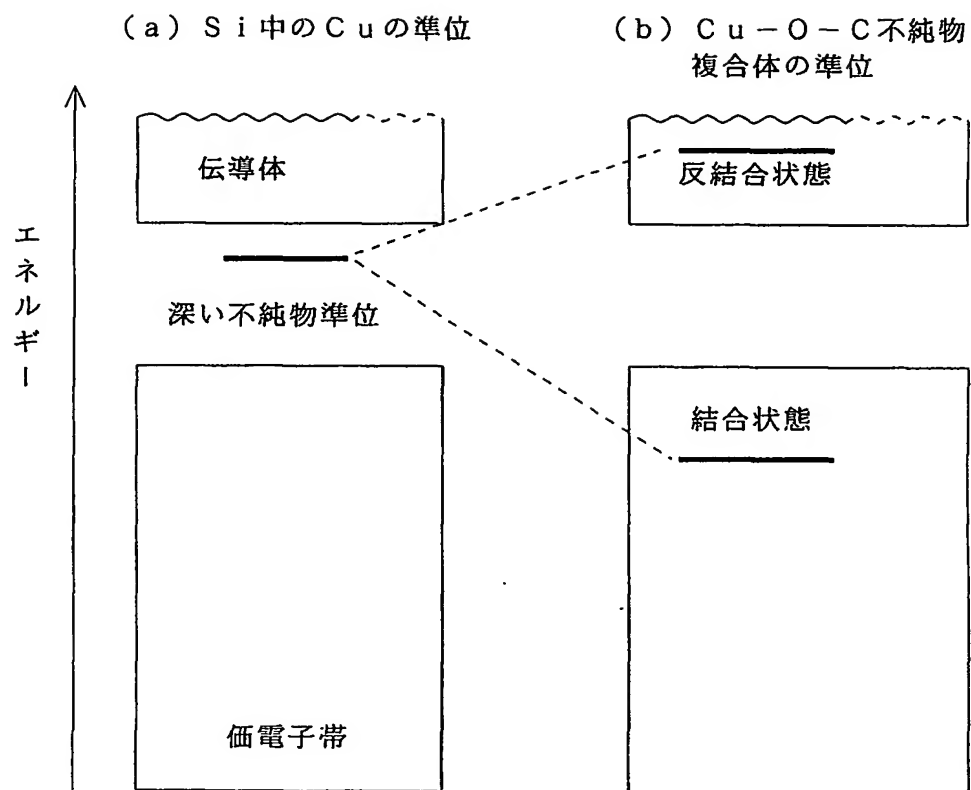 (a) Si中のCuの準位
(b) Cu-O-C不純物
複合体の準位
エネルギー
伝導体
深い不純物準位
価電子帯
反結合状態
結合状態